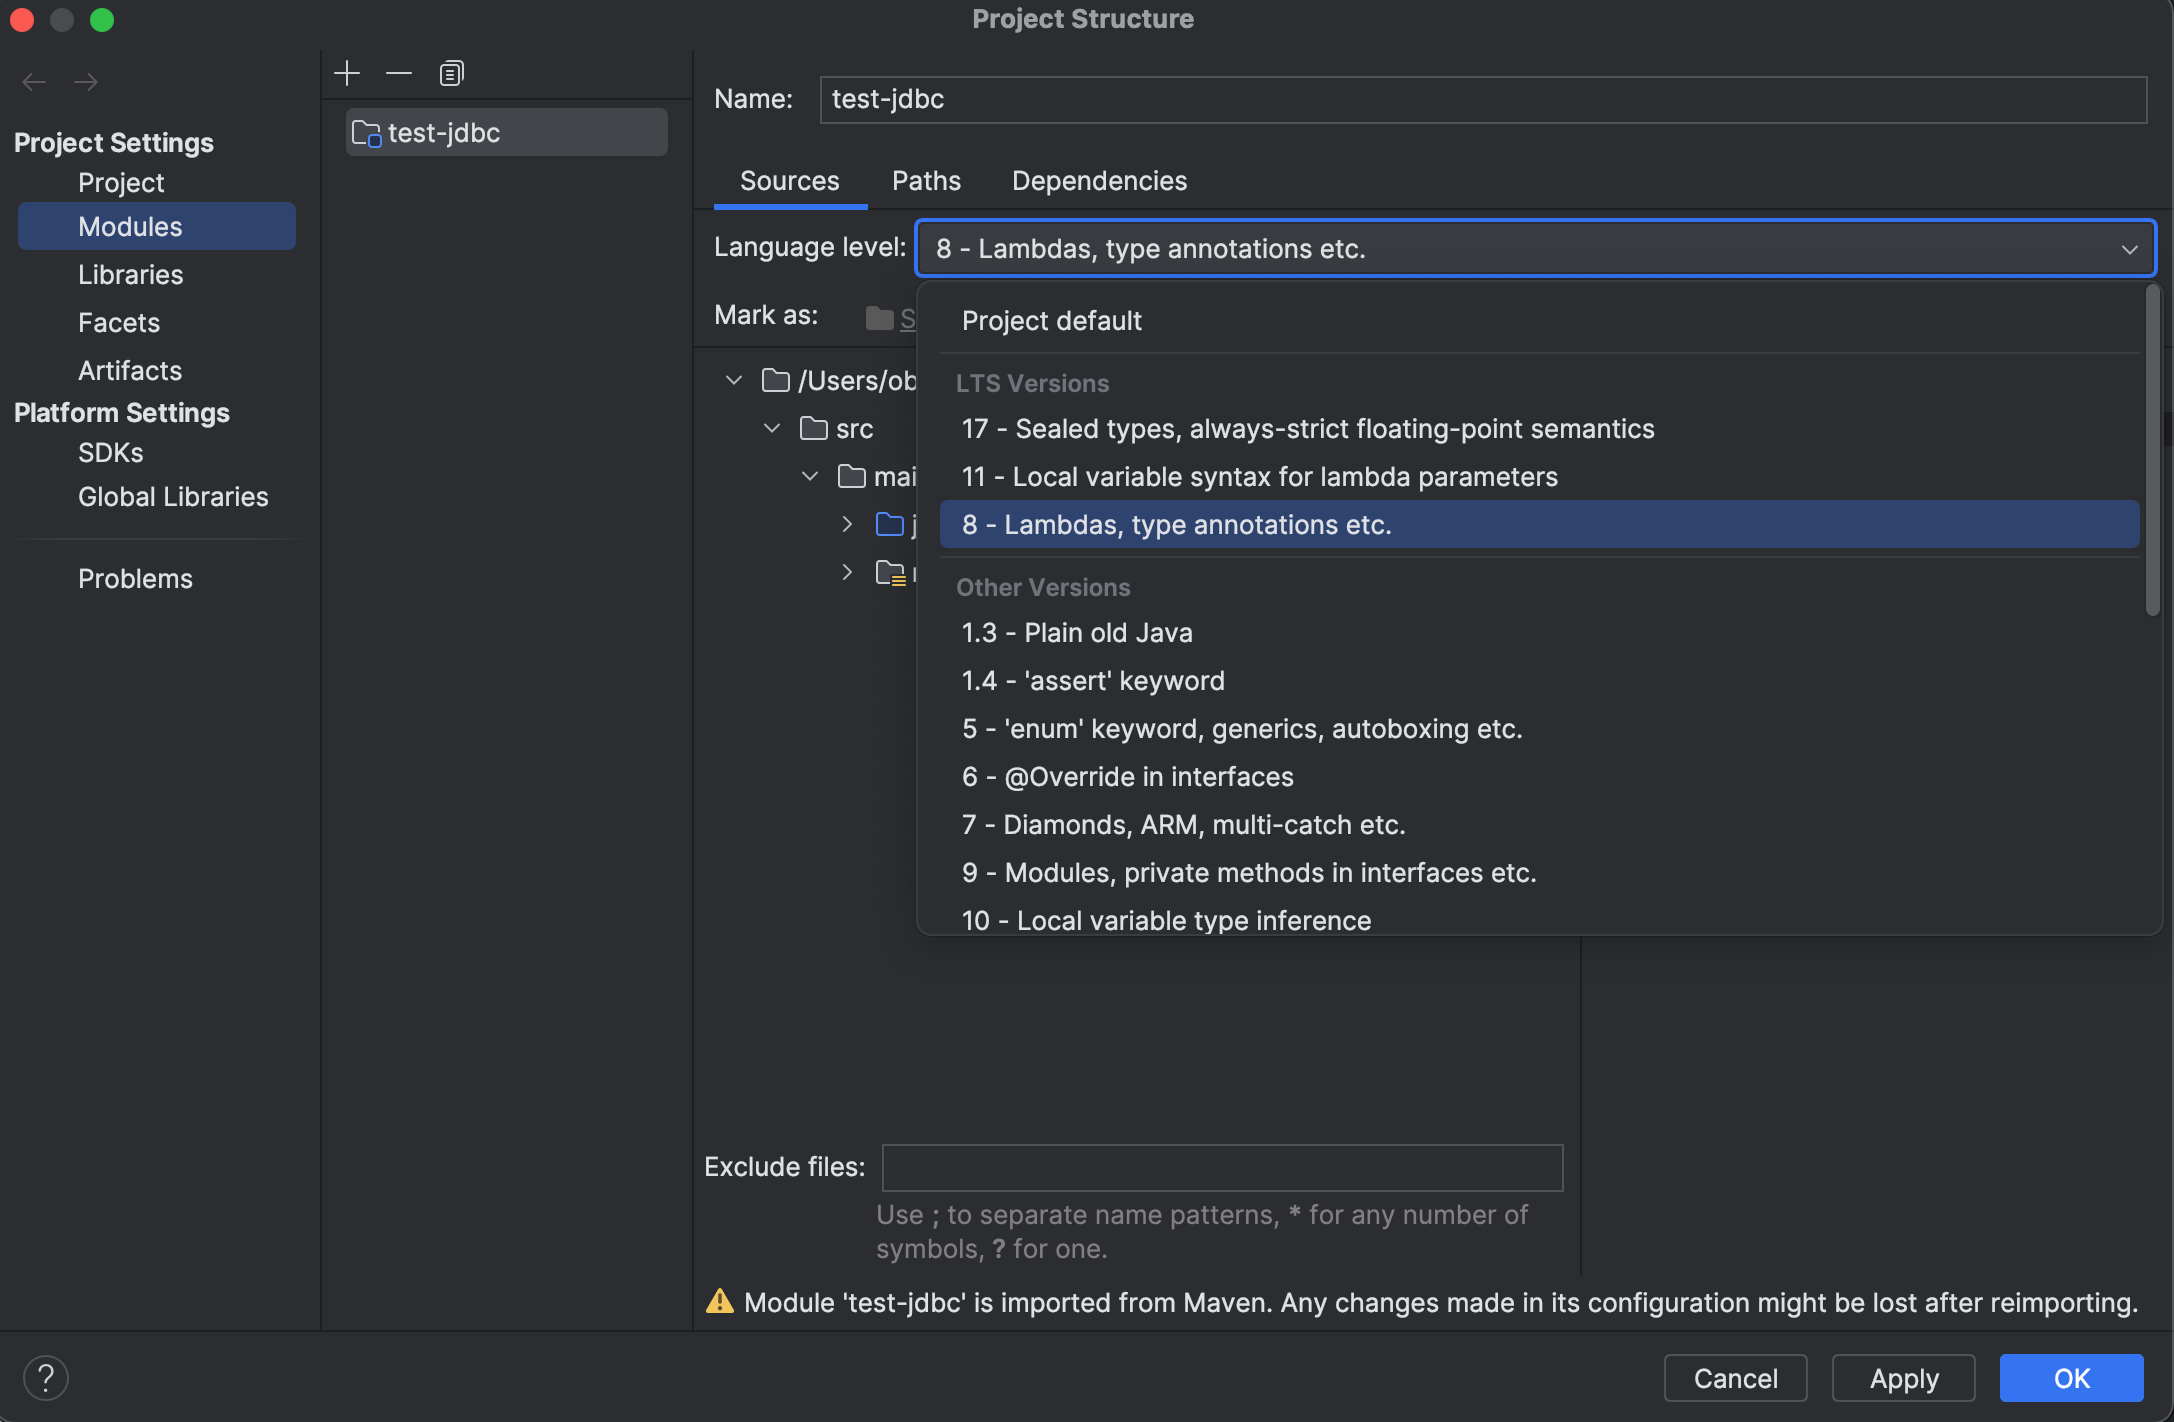 Project Structure
Project Settings
Project
Modules
Libraries
Facets
Artifacts
Platform Settings
SDKs
Global Libraries
Problems
test-jdbc
Name: test-jdbc
Sources Paths Dependencies
Language level: 8 - Lambdas, type annotations etc.
Mark as:
/Users/ob
src
Project default
LTS Versions
17 - Sealed types, always-strict floating-point semantics
11 - Local variable syntax for lambda parameters
8 - Lambdas, type annotations etc.
Other Versions
1.3 - Plain old Java
1.4 - 'assert' keyword
5 - 'enum' keyword, generics, autoboxing etc.
6 - @Override in interfaces
7 - Diamonds, ARM, multi-catch etc.
9 - Modules, private methods in interfaces etc.
10 - Local variable type inference
Exclude files:
Use ; to separate name patterns, * for any number of
symbols, ? for one.
Module 'test-jdbc' is imported from Maven. Any changes made in its configuration might be lost after reimporting.
? Cancel Apply OK